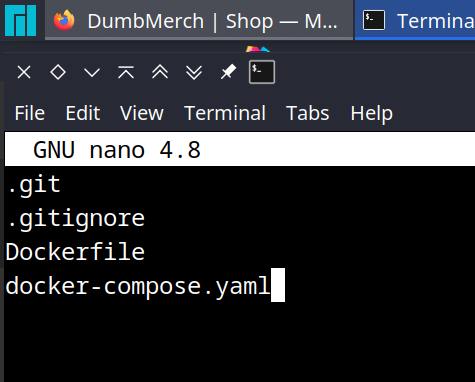 DumbMerch | Shop — M...
Termina
File Edit View Terminal Tabs Help
GNU nano 4.8
.git
.gitignore
Dockerfile
docker-compose.yaml